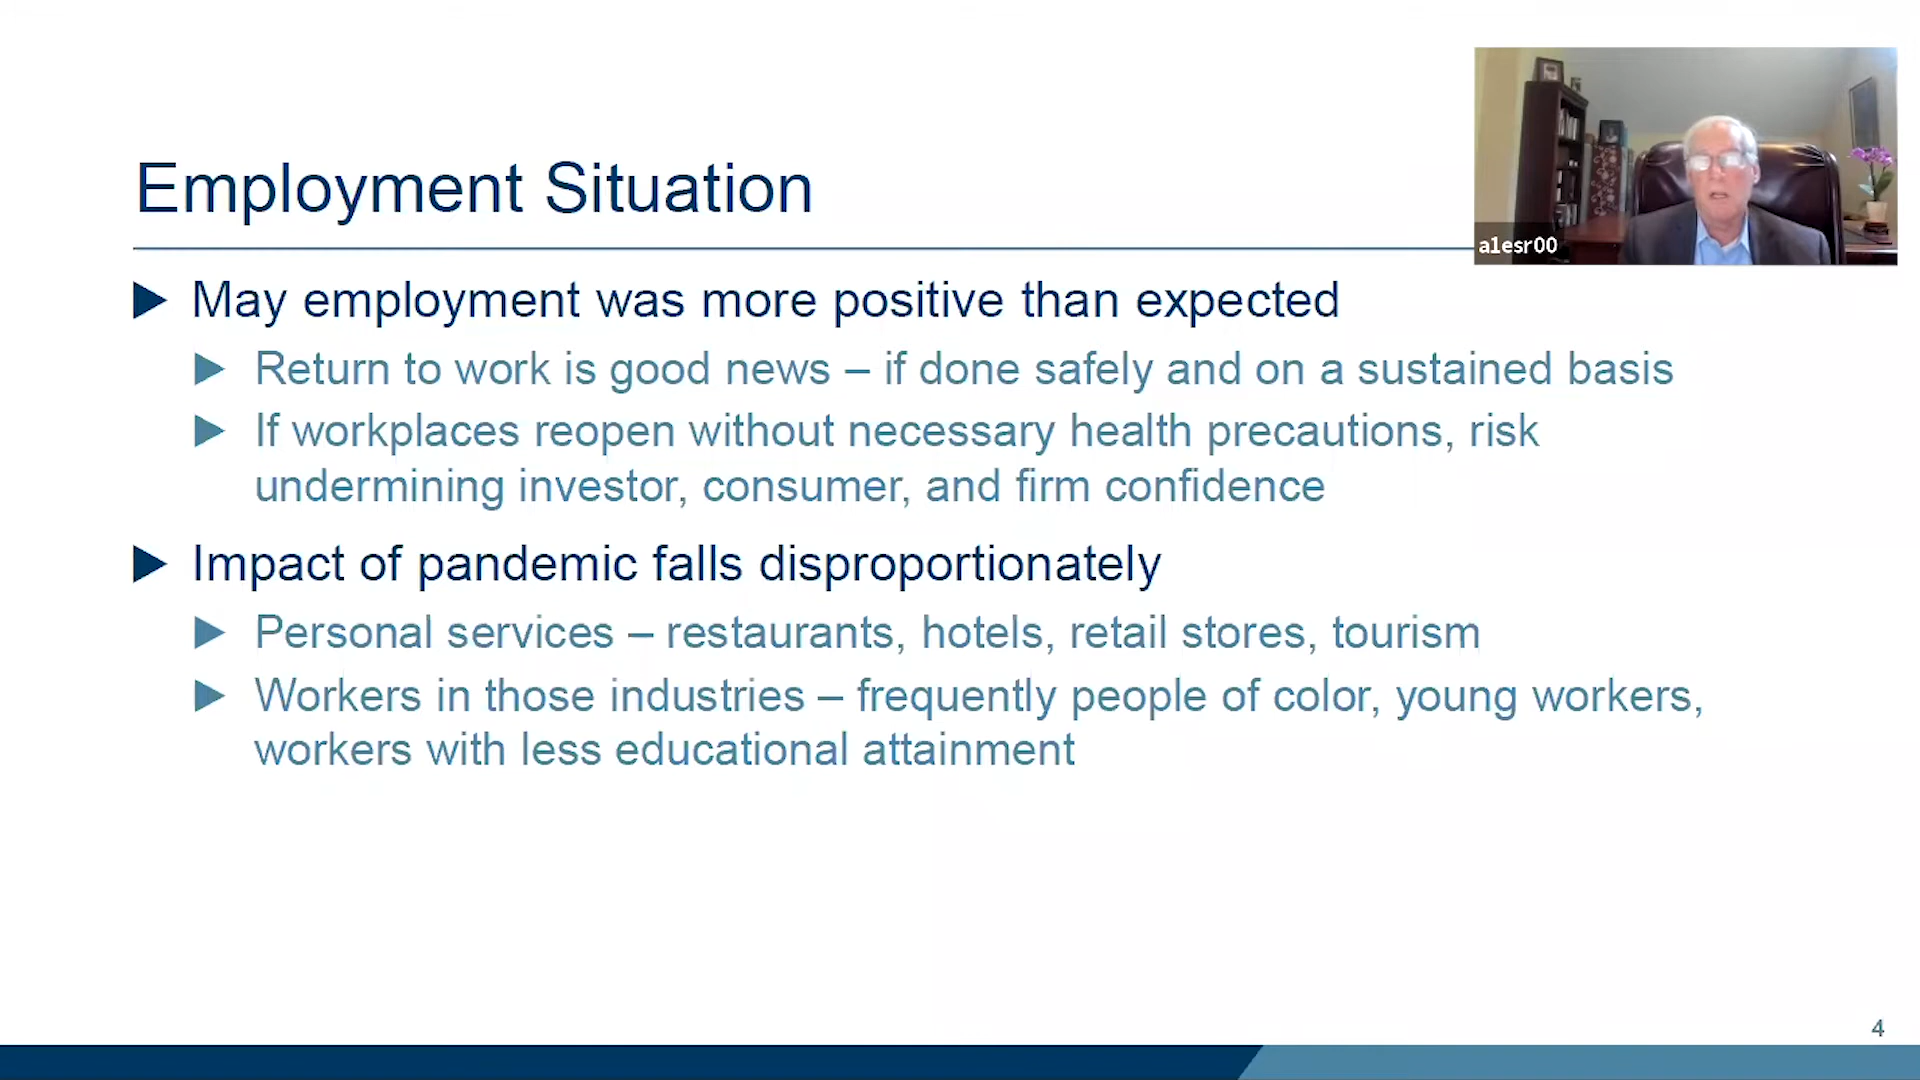 Employment Situation
a1esr00
May employment was more positive than expected
Return to work is good news – if done safely and on a sustained basis
If workplaces reopen without necessary health precautions, risk
undermining investor, consumer, and firm confidence
Impact of pandemic falls disproportionately
Personal services – restaurants, hotels, retail stores, tourism
Workers in those industries – frequently people of color, young workers,
workers with less educational attainment
4